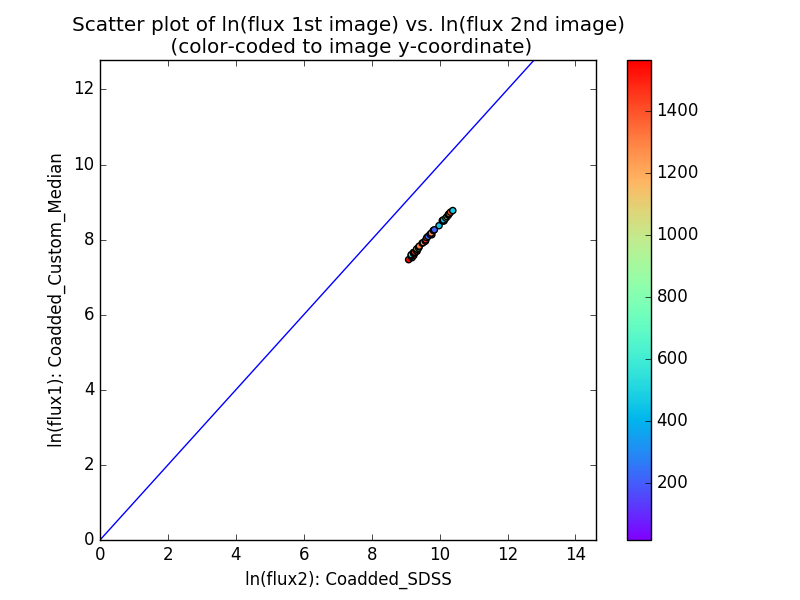 Scatter plot of ln(flux 1st image) vs. ln(flux 2nd image)
(color-coded to image y-coordinate)
12
10
8
6
4
2
0
ln(flux1): Coadded_Custom_Median
0 2 4 6 8 10 12 14
ln(flux2): Coadded_SDSS
1400
1200
1000
800
600
400
200